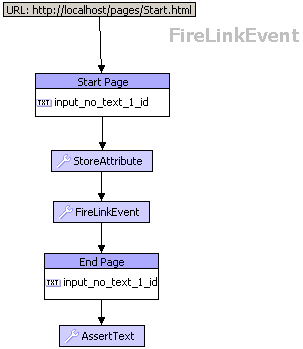 URL: http://localhost/pages/Start.html
FireLinkEvent
Start Page
TXT input_no_text_1_id
StoreAttribute
FireLinkEvent
End Page
TXT input_no_text_1_id
AssertText